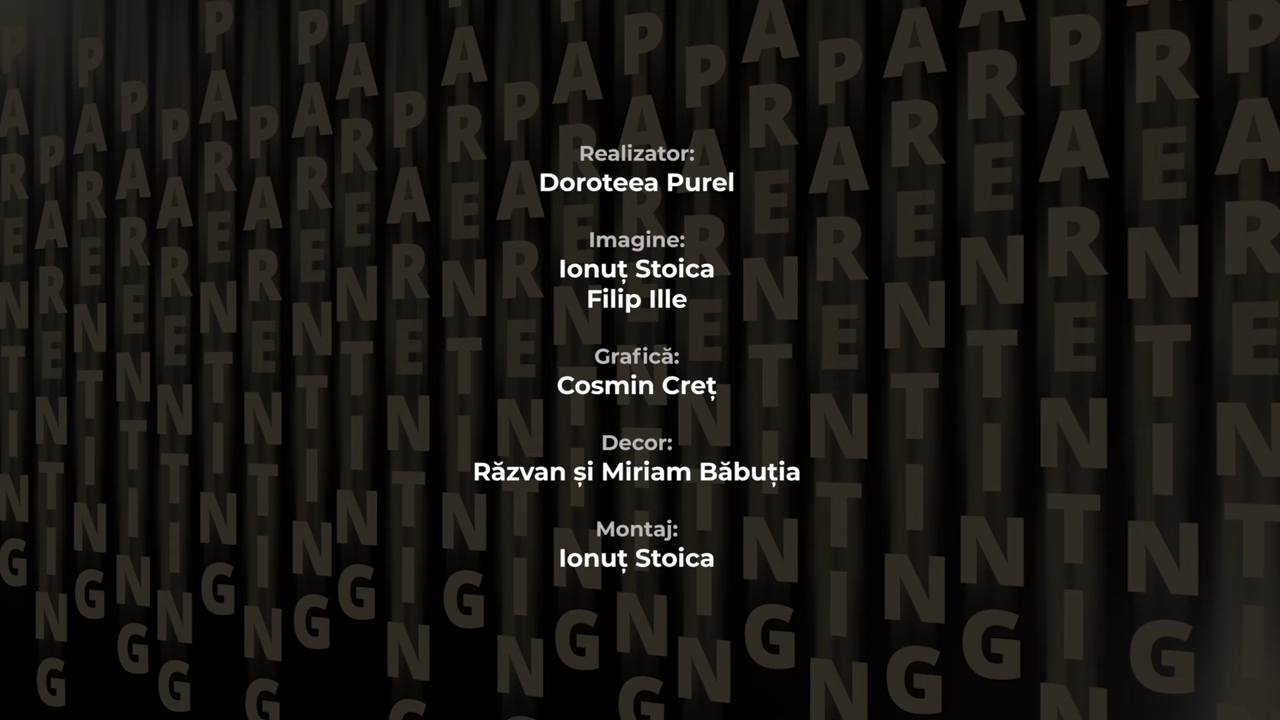 Realizator:
Doroteea Purel
Imagine:
Ionuț Stoica
Filip Ille
Grafică:
Cosmin Creț
Decor:
Răzvan și Miriam Băbuția
Montaj:
Ionuț Stoica
PARENTING